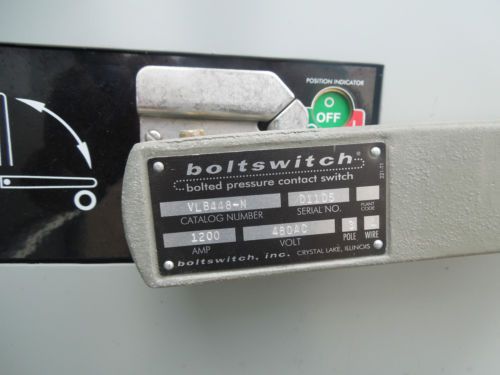 POSITION INDICATOR
OFF
boltswitch®
bolted pressure contact switch
VLB448-N
D1105
CATALOG NUMBER
SERIAL NO.
PLANT
CODE
1200
480AC
3
AMP
VOLT
POLE
WIRE
boltswitch, inc.
CRYSTAL LAKE, ILLINOIS